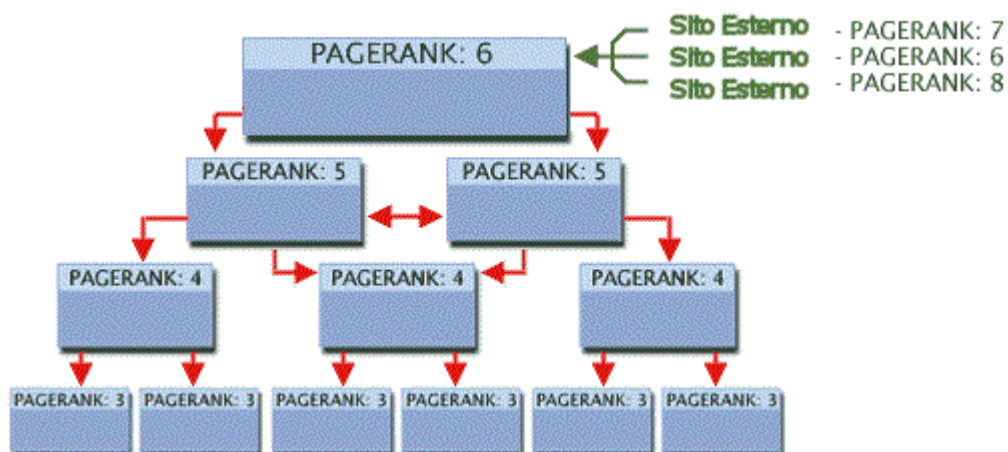 Sito Esterno - PAGERANK: 7
PAGERANK: 6
Sito Esterno - PAGERANK: 6
Sito Esterno - PAGERANK: 8
PAGERANK: 5
PAGERANK: 5
PAGERANK: 4
PAGERANK: 4
PAGERANK: 4
PAGERANK: 3
PAGERANK: 3
PAGERANK: 3
PAGERANK: 3
PAGERANK: 3
PAGERANK: 3